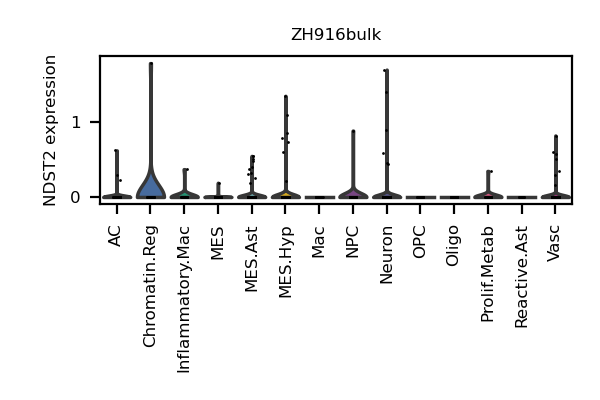 ZH916bulk
NDST2 expression
1
0
AC
Chromatin.Reg
Inflammatory.Mac
MES
MES.Ast
MES.Hyp
Mac
NPC
Neuron
OPC
Oligo
Prolif.Metab
Reactive.Ast
Vasc